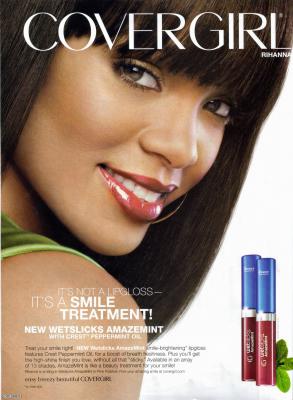 COVERGIRL
RIHANNA
IT'S NOT A LIPGLOSS—
IT'S A SMILE
TREATMENT!
NEW WETSLICKS AMAZEMINT
WITH CREST® PEPPERMINT OIL
Treat your smile right. NEW Wetslicks AmazeMint smile-brightening* lipgloss
features Crest Peppermint Oil, for a boost of breath freshness. Plus you'll get
the high-shine finish you love, without all that "sticky." Available in an array
of 15 shades, AmazeMint is like a beauty treatment for your smile!
easy breezy beautiful COVERGIRL
wetslicks
amazemint